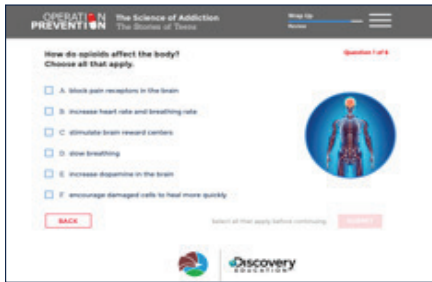 OPERATION
PREVENTION
The Science of Addiction
The Stories of Teens
Wrap Up
Review
How do opioids affect the body?
Choose all that apply.
Question 1 of 6
A block pain receptors in the brain
B increase heart rate and breathing rate
C stimulate brain reward centers
D slow breathing
E increase dopamine in the brain
F encourage damaged cells to heal more quickly
BACK
Select all that apply before continuing.
SUBMIT
Discovery
EDUCATION